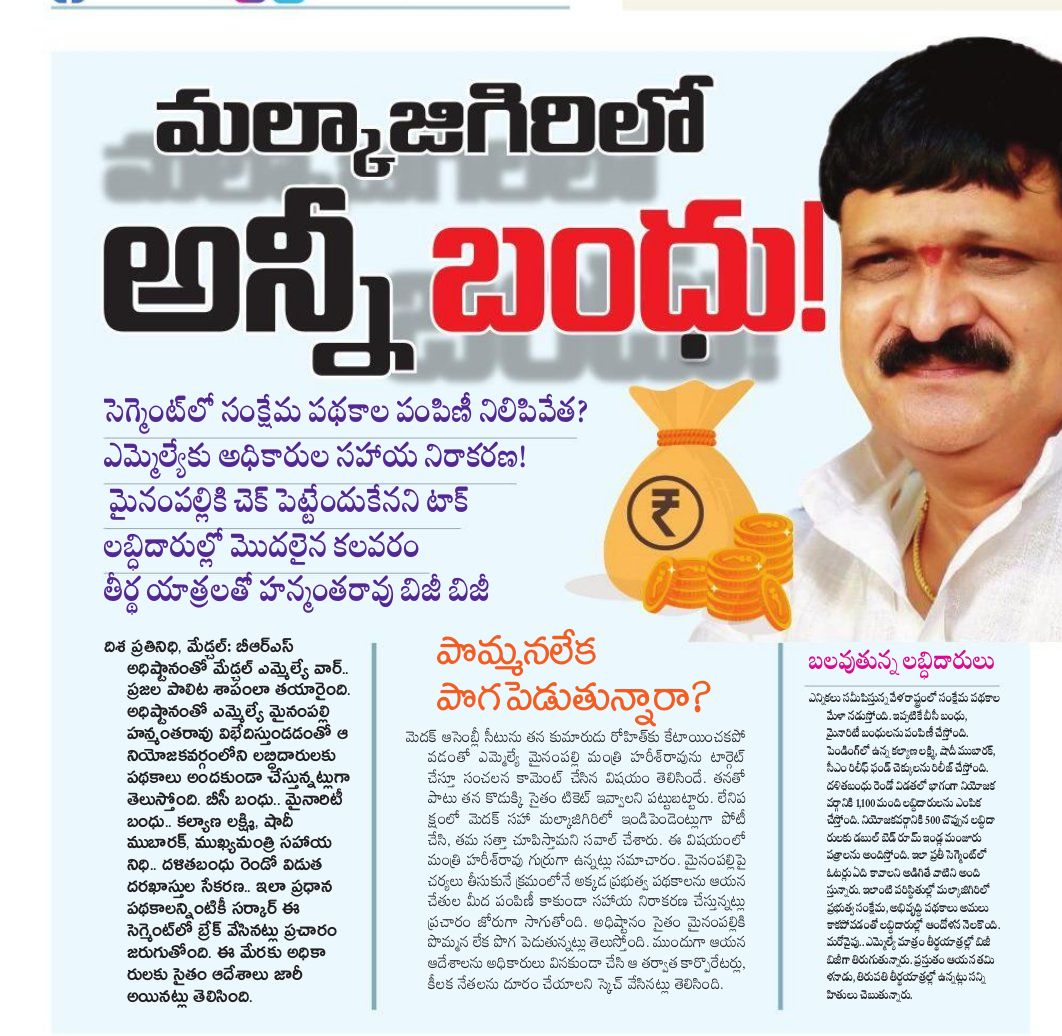 మల్కాజిగిరిలో
అన్నీ బంధు!
సెగ్మెంట్‌లో సంక్షేమ పథకాల పంపిణీ నిలిపివేత?
ఎమ్మెల్యేకు అధికారుల సహాయ నిరాకరణ!
మైనంపల్లికి చెక్ పెట్టేందుకేనని టాక్
లబ్ధిదారుల్లో మొదలైన కలవరం
తీర్థ యాత్రలతో హన్మంతరావు బిజీ బిజీ
దిశ ప్రతినిధి, మేడ్చల్: బీఆర్ఎస్
అధిష్టానంతో మేడ్చల్ ఎమ్మెల్యే వార్..
ప్రజల పాలిట శాపంలా తయారైంది.
అధిష్టానంతో ఎమ్మెల్యే మైనంపల్లి
హన్మంతరావు విభేదిస్తుండడంతో ఆ
నియోజకవర్గంలోని లబ్ధిదారులకు
పథకాలు అందకుండా చేస్తున్నట్లుగా
తెలుస్తోంది. బీసీ బంధు.. మైనారిటీ
బంధు.. కల్యాణ లక్ష్మి, షాదీ
ముబారక్, ముఖ్యమంత్రి సహాయ
నిధి.. దళితబంధు రెండో విడుత
దరఖాస్తుల సేకరణ.. ఇలా ప్రధాన
పథకాలన్నింటికీ సర్కార్ ఈ
సెగ్మెంట్‌లో బ్రేక్ వేసినట్లు ప్రచారం
జరుగుతోంది. ఈ మేరకు అధికా
రులకు సైతం ఆదేశాలు జారీ
అయినట్లు తెలిసింది.
పొమ్మనలేక
పొగపెడుతున్నారా?
మెదక్ ఆసెంబ్లీ సీటును తన కుమారుడు రోహిత్‌కు కేటాయించకపో
వడంతో ఎమ్మెల్యే మైనంపల్లి మంత్రి హరీశ్‌రావును టార్గెట్
చేస్తూ సంచలన కామెంట్ చేసిన విషయం తెలిసిందే. తనతో
పాటు తన కొడుక్కి సైతం టికెట్ ఇవ్వాలని పట్టుబట్టారు. లేనిప
క్షంలో మెదక్ సహా మల్కాజిగిరిలో ఇండిపెండెంట్లుగా పోటీ
చేసి, తమ సత్తా చూపిస్తామని సవాల్ చేశారు. ఈ విషయంలో
మంత్రి హరీశ్‌రావు గుర్రుగా ఉన్నట్లు సమాచారం. మైనంపల్లిపై
చర్యలు తీసుకునే క్రమంలోనే అక్కడ ప్రభుత్వ పథకాలను ఆయన
చేతుల మీద పంపిణీ కాకుండా సహాయ నిరాకరణ చేస్తున్నట్లు
ప్రచారం జోరుగా సాగుతోంది. అధిష్టానం సైతం మైనంపల్లికి
పొమ్మన లేక పొగ పెడుతున్నట్లు తెలుస్తోంది. ముందుగా ఆయన
ఆదేశాలను అధికారులు వినకుండా చేసి ఆ తర్వాత కార్పొరేటర్లు,
కీలక నేతలను దూరం చేయాలని స్కెచ్ వేసినట్లు తెలిసింది.
బలవుతున్న లబ్ధిదారులు
ఎన్నికలు సమీపిస్తున్న వేళ రాష్ట్రంలో సంక్షేమ పథకాల
మేళా నడుస్తోంది. ఇప్పటికే బీసీ బంధు,
మైనారిటీ బంధులను పంపిణీ చేస్తోంది.
పెండింగ్‌లో ఉన్న కల్యాణ లక్ష్మి, షాదీ ముబారక్,
సీఎం రిలీఫ్ ఫండ్ చెక్కులను రిలీజ్ చేస్తోంది.
దళితబంధు రెండో విడతలో భాగంగా నియోజక
వర్గానికి 1,100 మంది లబ్ధిదారులను ఎంపిక
చేస్తోంది. నియోజకవర్గానికి 500 చొప్పున లబ్ధిదా
రులకు డబుల్ బెడ్ రూమ్ ఇండ్ల మంజూరు
పత్రాలను అందిస్తోంది. ఇలా ప్రతీ సెగ్మెంట్‌లో
ఓటర్లు ఏది కావాలని అడిగితే వాటిని అంది
స్తున్నారు. ఇలాంటి పరిస్థితుల్లో మల్కాజిగిరిలో
ప్రభుత్వ సంక్షేమ, అభివృద్ధి పథకాలు అమలు
కాకపోవడంతో లబ్ధిదారుల్లో ఆందోళన నెలకొంది.
మరోవైపు.. ఎమ్మెల్యే మాత్రం తీర్థయాత్రల్లో బిజీ
బిజీగా తిరుగుతున్నారు. ప్రస్తుతం ఆయన తమి
ళనాడు, తిరుపతి తీర్థయాత్రల్లో ఉన్నట్లు సన్ని
హితులు చెబుతున్నారు.